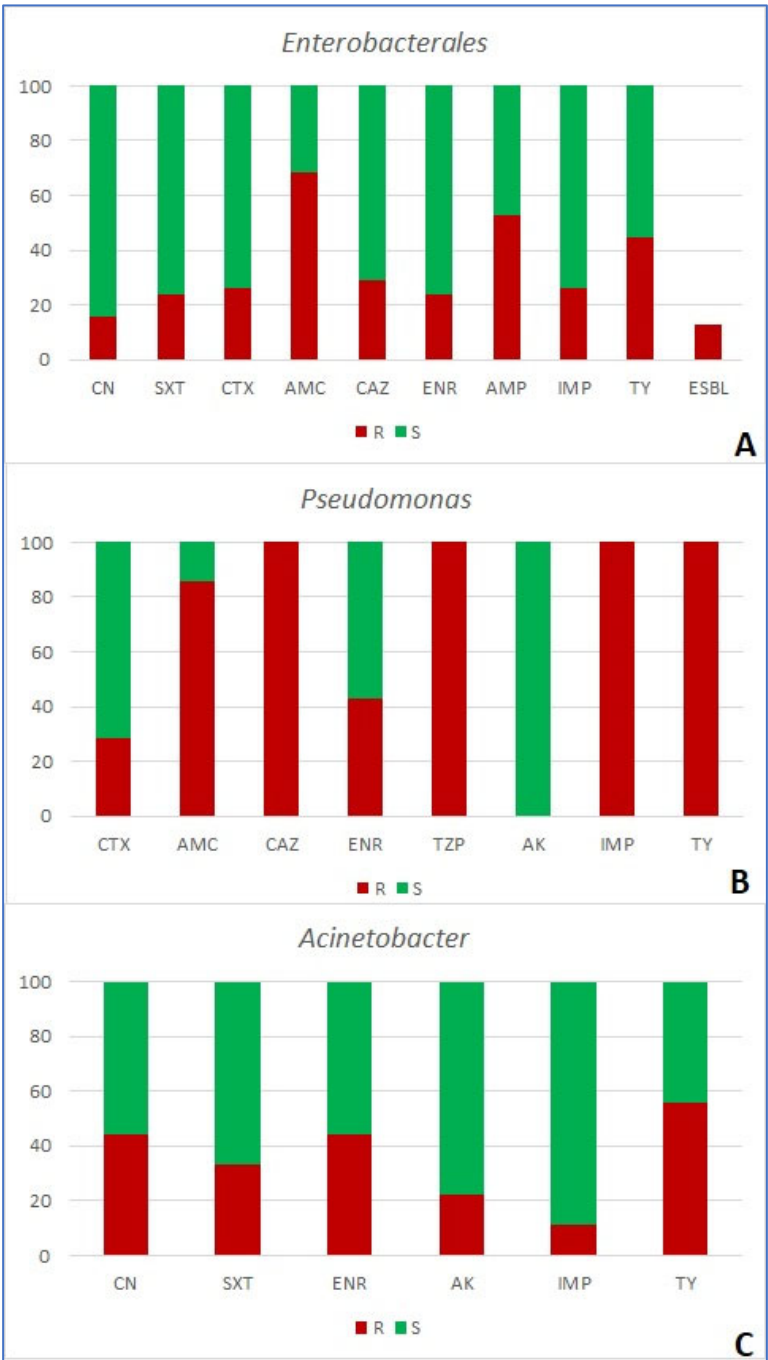 Enterobacterales
100
80
60
40
20
0
CN SXT CTX AMC CAZ ENR AMP IMP TY ESBL
R S
A
Pseudomonas
100
80
60
40
20
0
CTX AMC CAZ ENR TZP AK IMP TY
R S
B
Acinetobacter
100
80
60
40
20
0
CN SXT ENR AK IMP TY
R S
C